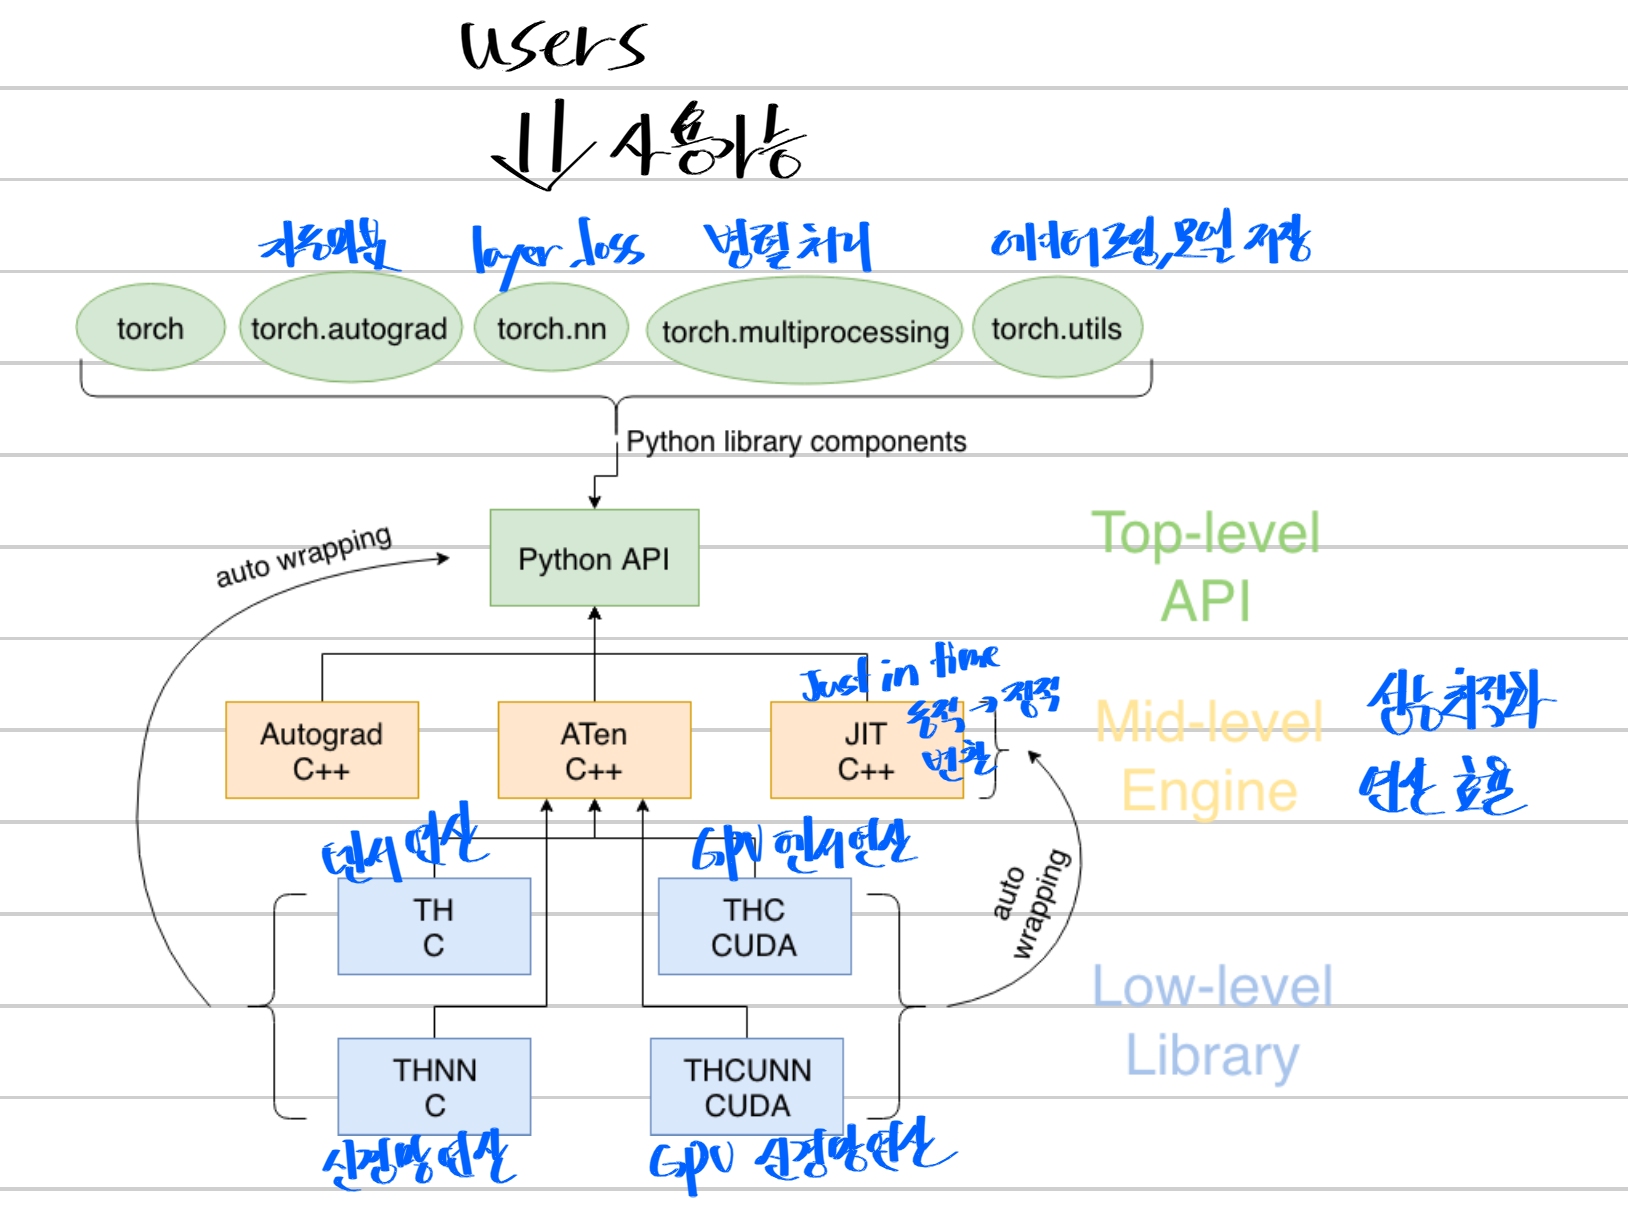 users
사용가능
자동미분
layer, loss
병렬처리
데이터로딩, 모델 저장
torch
torch.autograd
torch.nn
torch.multiprocessing
torch.utils
Python library components
auto wrapping
Python API
Top-level
API
Just in time
동적→정적
변환
Autograd
C++
ATen
C++
JIT
C++
Mid-level
Engine
성능 최적화
연산 효율
텐서 연산
GPU 텐서 연산
TH
C
THC
CUDA
auto
wrapping
THNN
C
THCUNN
CUDA
Low-level
Library
신경망 연산
GPU 신경망 연산